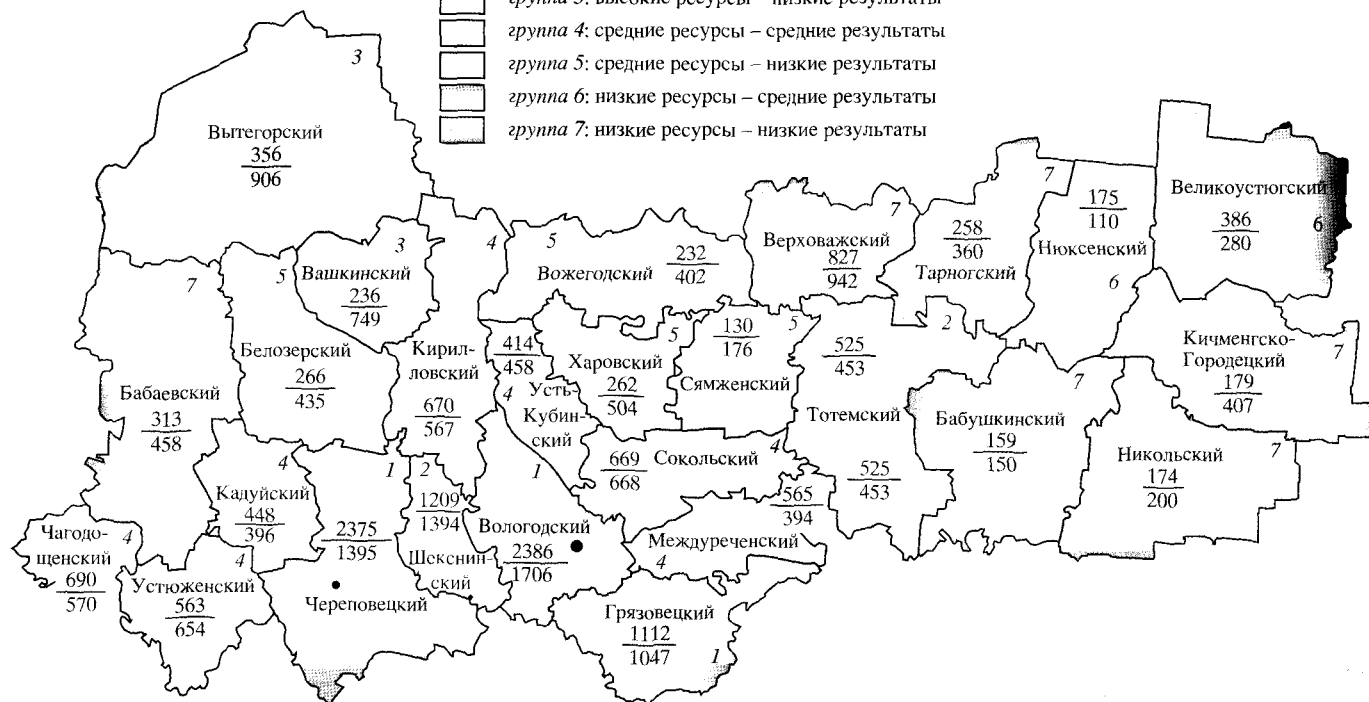 группа 3: высокие ресурсы – низкие результаты
группа 4: средние ресурсы – средние результаты
группа 5: средние ресурсы – низкие результаты
группа 6: низкие ресурсы – средние результаты
группа 7: низкие ресурсы – низкие результаты
3
Вытегорский
356
906
3
Вашкинский
236
749
4
Кирил-
ловский
670
567
5
Вожегодский
232
402
7
Верховажский
827
942
7
258
360
Тарногский
175
110
Нюксенский
6
Великоустюгский
386
280
6
7
Бабаевский
313
458
5
Белозерский
266
435
414
458
4
Усть-
Кубин-
ский
5
Харовский
262
504
130
176
5
Сямженский
2
525
453
Тотемский
525
453
7
Бабушкинский
159
150
Кичменгско-
Городецкий
7
179
407
Никольский
7
174
200
4
Кадуйский
448
396
1
2375
1395
Череповецкий
2
1209
1394
Шекснин-
ский
1
Вологодский
2386
1706
4
Сокольский
669
668
565
394
Междуреченский
4
Чагодо-
щенский
4
690
570
4
Устюженский
563
654
Грязовецкий
1112
1047
1